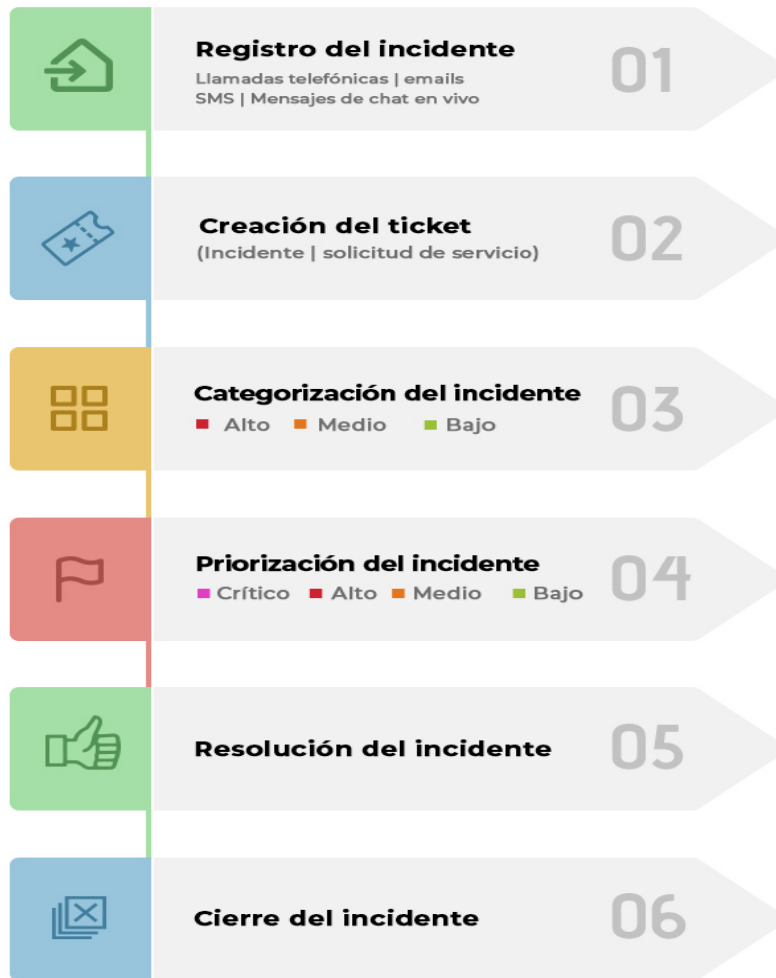 Registro del incidente
01
Llamadas telefónicas | emails
SMS | Mensajes de chat en vivo
Creación del ticket
02
(Incidente | solicitud de servicio)
Categorización del incidente
03
Alto Medio Bajo
Priorización del incidente
04
Crítico Alto Medio Bajo
Resolución del incidente
05
Cierre del incidente
06